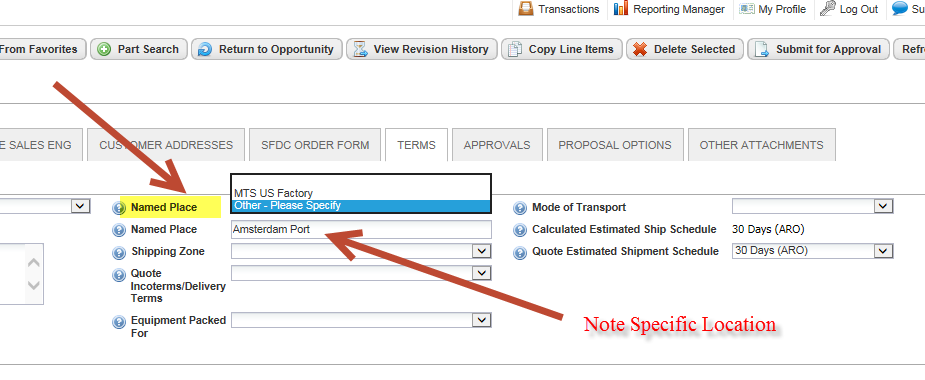 Transactions Reporting Manager My Profile Log Out Su
From Favorites Part Search Return to Opportunity View Revision History Copy Line Items Delete Selected Submit for Approval Refr
E SALES ENG CUSTOMER ADDRESSES SFDC ORDER FORM TERMS APPROVALS PROPOSAL OPTIONS OTHER ATTACHMENTS
MTS US Factory
Named Place Other - Please Specify Mode of Transport
Named Place Amsterdam Port Calculated Estimated Ship Schedule 30 Days (ARO)
Shipping Zone Quote Estimated Shipment Schedule 30 Days (ARO)
Quote
Incoterms/Delivery
Terms
Equipment Packed
For
Note Specific Location